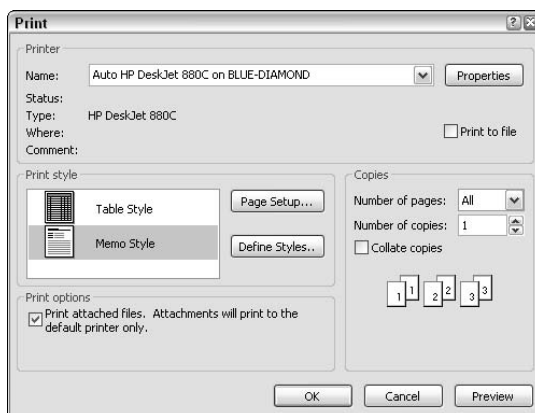 Print
Printer
Name: Auto HP DeskJet 880C on BLUE-DIAMOND Properties
Status:
Type: HP DeskJet 880C
Where:
Comment:
Print to file
Print style
Table Style
Memo Style
Page Setup...
Define Styles..
Print options
Print attached files. Attachments will print to the
default printer only.
Copies
Number of pages: All
Number of copies: 1
Collate copies
1 1 2 2 3 3
OK Cancel Preview